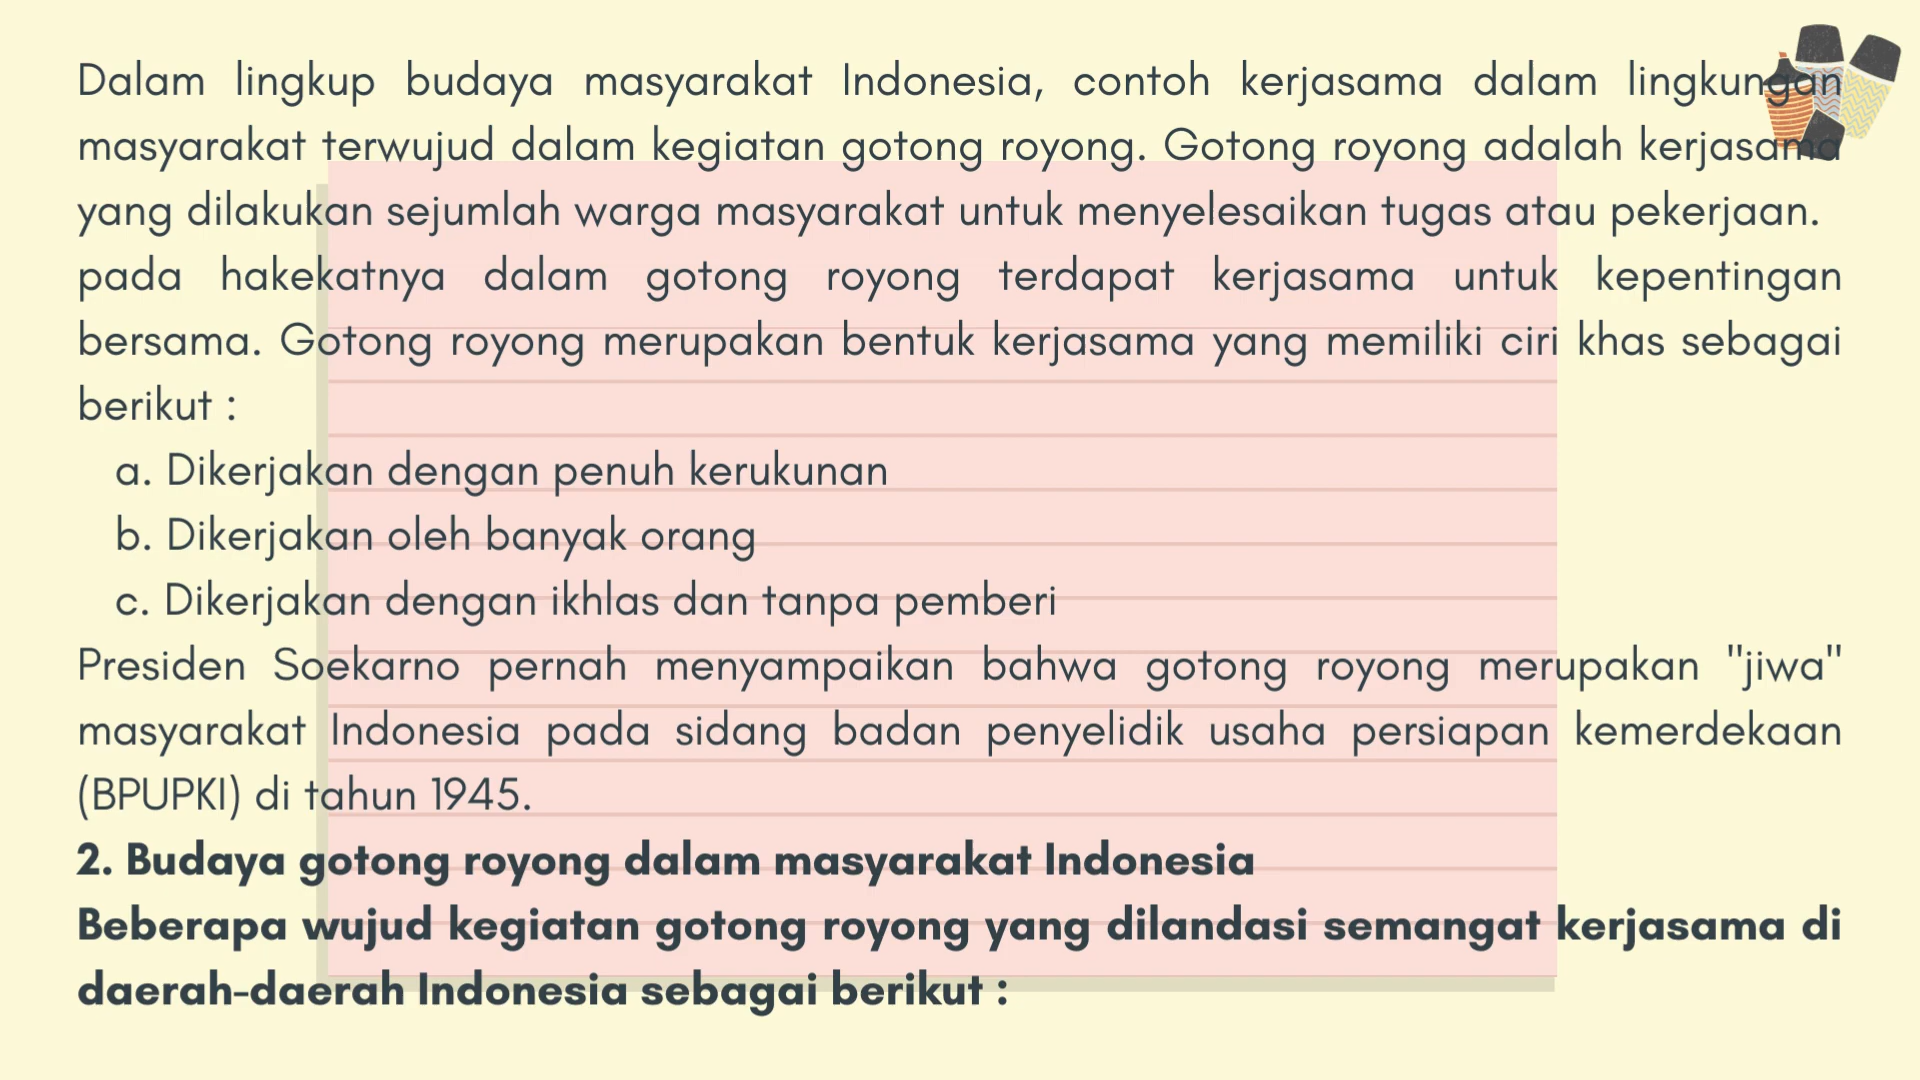 Dalam lingkup budaya masyarakat Indonesia, contoh kerjasama dalam lingkungan
masyarakat terwujud dalam kegiatan gotong royong. Gotong royong adalah kerjasama
yang dilakukan sejumlah warga masyarakat untuk menyelesaikan tugas atau pekerjaan.
pada hakekatnya dalam gotong royong terdapat kerjasama untuk kepentingan
bersama. Gotong royong merupakan bentuk kerjasama yang memiliki ciri khas sebagai
berikut :
a. Dikerjakan dengan penuh kerukunan
b. Dikerjakan oleh banyak orang
c. Dikerjakan dengan ikhlas dan tanpa pemberi
Presiden Soekarno pernah menyampaikan bahwa gotong royong merupakan "jiwa"
masyarakat Indonesia pada sidang badan penyelidik usaha persiapan kemerdekaan
(BPUPKI) di tahun 1945.
2. Budaya gotong royong dalam masyarakat Indonesia
Beberapa wujud kegiatan gotong royong yang dilandasi semangat kerjasama di
daerah-daerah Indonesia sebagai berikut :